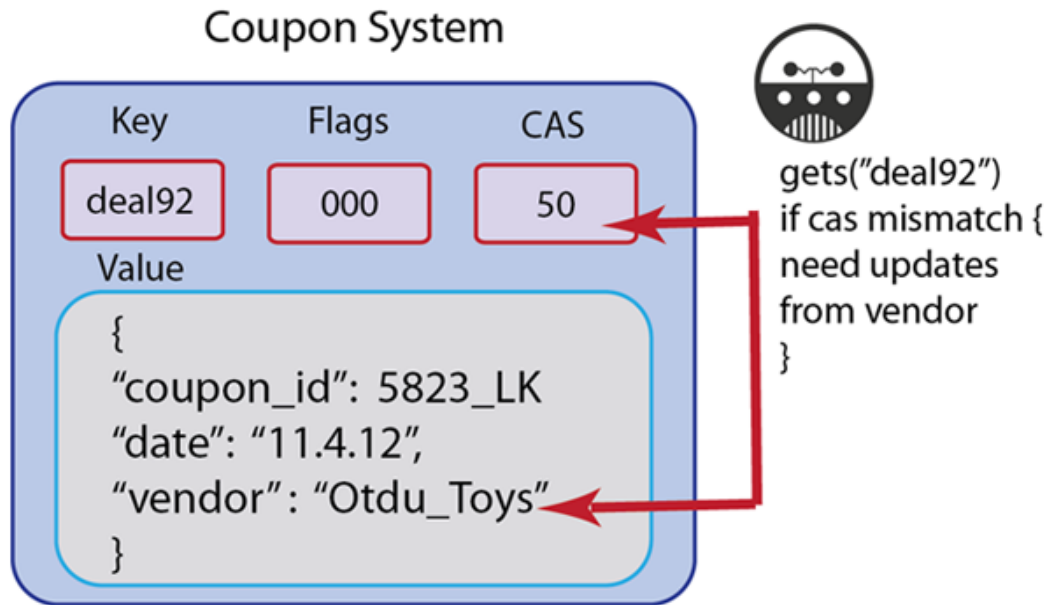 Coupon System
Key Flags CAS
deal92 000 50
Value
{
“coupon_id”: 5823_LK
“date”: “11.4.12”,
“vendor”: “Otdu_Toys”
}
gets(”deal92”)
if cas mismatch {
need updates
from vendor
}